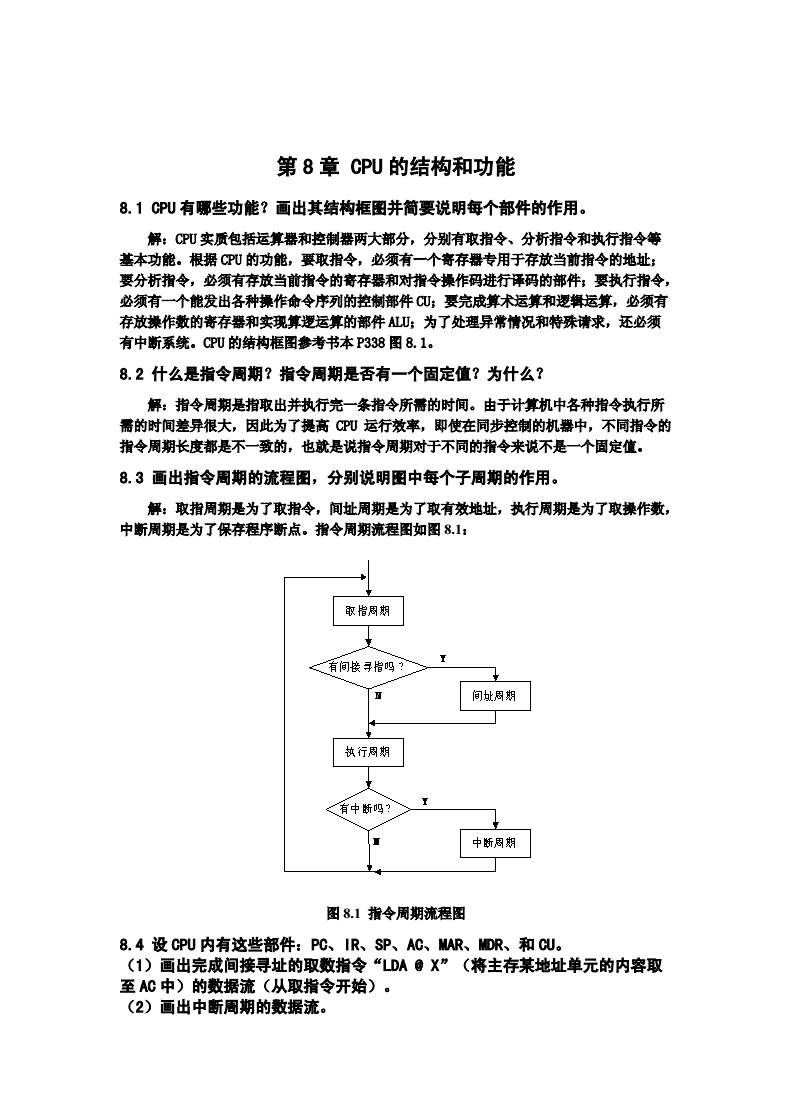 第 8 章 CPU 的结构和功能
8.1 CPU 有哪些功能？画出其结构框图并简要说明每个部件的作用。
解：CPU 实质包括运算器和控制器两大部分，分别有取指令、分析指令和执行指令等
基本功能。根据 CPU 的功能，要取指令，必须有一个寄存器专用于存放当前指令的地址；
要分析指令，必须有存放当前指令的寄存器和对指令操作码进行译码的部件；要执行指令，
必须有一个能发出各种操作命令序列的控制部件 CU；要完成算术运算和逻辑运算，必须有
存放操作数的寄存器和实现算逻运算的部件 ALU；为了处理异常情况和特殊请求，还必须
有中断系统。CPU 的结构框图参考书本 P338 图 8.1。
8.2 什么是指令周期？指令周期是否有一个固定值？为什么？
解：指令周期是指取出并执行完一条指令所需的时间。由于计算机中各种指令执行所
需的时间差异很大，因此为了提高 CPU 运行效率，即使在同步控制的机器中，不同指令的
指令周期长度都是不一致的，也就是说指令周期对于不同的指令来说不是一个固定值。
8.3 画出指令周期的流程图，分别说明图中每个子周期的作用。
解：取指周期是为了取指令，间址周期是为了取有效地址，执行周期是为了取操作数，
中断周期是为了保存程序断点。指令周期流程图如图 8.1：
取指周期
有间接寻指吗？
Y
N
间址周期
执行周期
有中断吗？
Y
N
中断周期
图 8.1 指令周期流程图
8.4 设 CPU 内有这些部件：PC、IR、SP、AC、MAR、MDR、和 CU。
（1）画出完成间接寻址的取数指令“LDA @ X”（将主存某地址单元的内容取
至 AC 中）的数据流（从取指令开始）。
（2）画出中断周期的数据流。